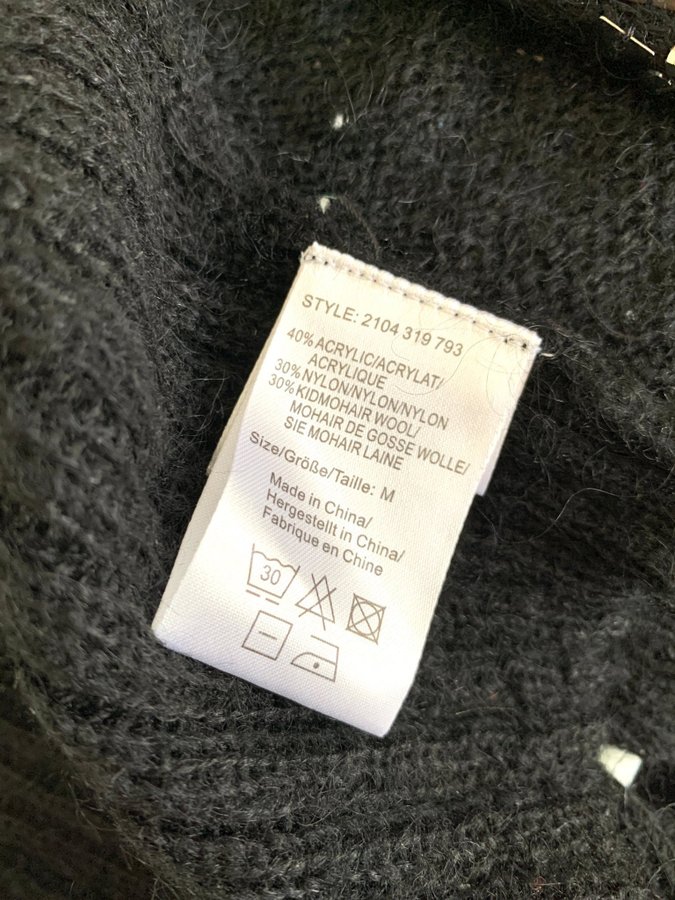 STYLE: 2104 319 793
40% ACRYLIC/ACRYLAT/
ACRYLIQUE
30% NYLON/NYLON/NYLON
30% KIDMOHAIR WOOL/
MOHAIR DE GOSSE WOLLE/
SIE MOHAIR LAINE
Size/Größe/Taille: M
Made in China/
Hergestellt in China/
Fabrique en Chine
30